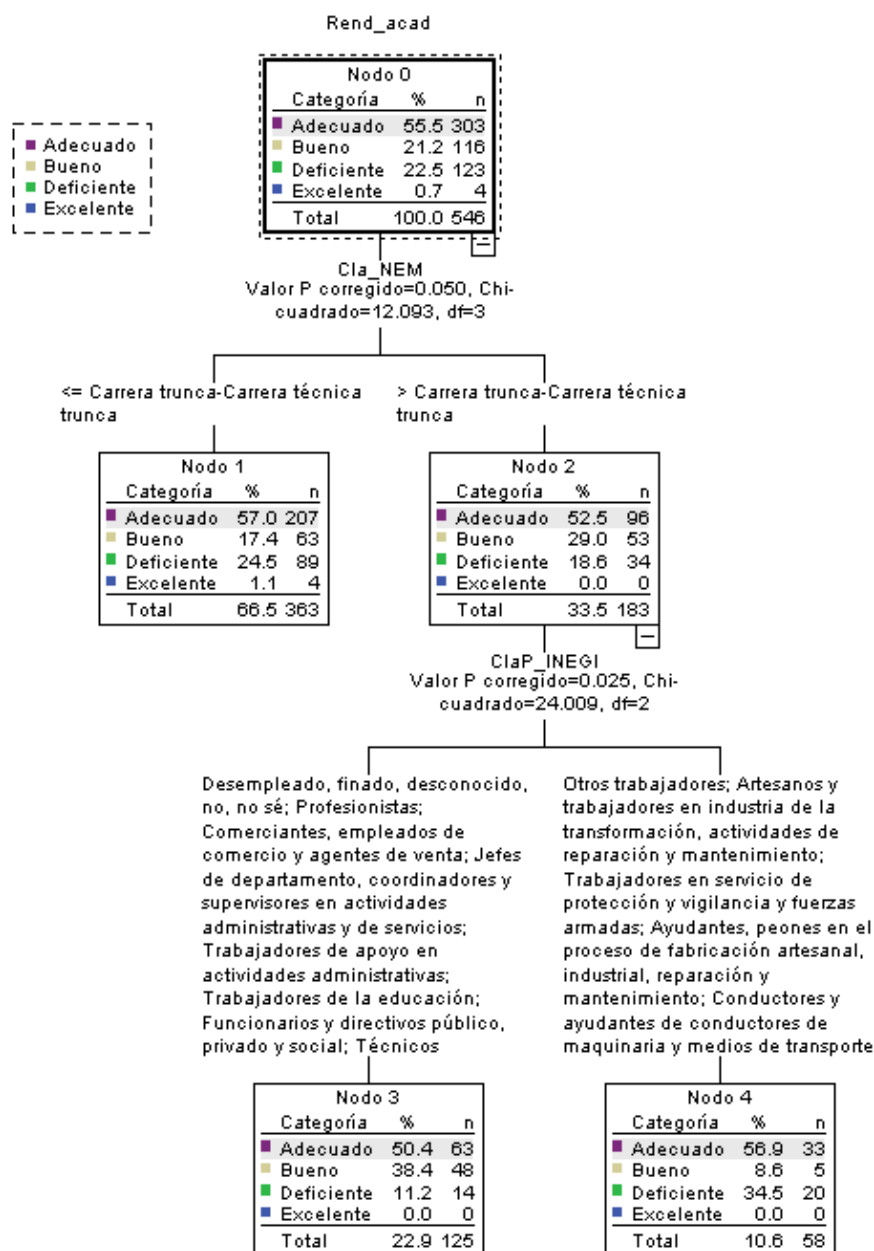 Rend_acad
Adecuado
Bueno
Deficiente
Excelente
Nodo 0
Categoría % n
Adecuado 55.5 303
Bueno 21.2 116
Deficiente 22.5 123
Excelente 0.7 4
Total 100.0 546
Cla_NEM
Valor P corregido=0.050, Chi-
cuadrado=12.093, df=3
<= Carrera trunca-Carrera técnica
trunca
> Carrera trunca-Carrera técnica
trunca
Nodo 1
Categoría % n
Adecuado 57.0 207
Bueno 17.4 63
Deficiente 24.5 89
Excelente 1.1 4
Total 66.5 363
Nodo 2
Categoría % n
Adecuado 52.5 96
Bueno 29.0 53
Deficiente 18.6 34
Excelente 0.0 0
Total 33.5 183
ClaP_INEGI
Valor P corregido=0.025, Chi-
cuadrado=24.009, df=2
Desempleado, finado, desconocido,
no, no sé; Profesionistas;
Comerciantes, empleados de
comercio y agentes de venta; Jefes
de departamento, coordinadores y
supervisores en actividades
administrativas y de servicios;
Trabajadores de apoyo en
actividades administrativas;
Trabajadores de la educación;
Funcionarios y directivos público,
privado y social; Técnicos
Otros trabajadores; Artesanos y
trabajadores en industria de la
transformación, actividades de
reparación y mantenimiento;
Trabajadores en servicio de
protección y vigilancia y fuerzas
armadas; Ayudantes, peones en el
proceso de fabricación artesanal,
industrial, reparación y
mantenimiento; Conductores y
ayudantes de conductores de
maquinaria y medios de transporte
Nodo 3
Categoría % n
Adecuado 50.4 63
Bueno 38.4 48
Deficiente 11.2 14
Excelente 0.0 0
Total 22.9 125
Nodo 4
Categoría % n
Adecuado 56.9 33
Bueno 8.6 5
Deficiente 34.5 20
Excelente 0.0 0
Total 10.6 58